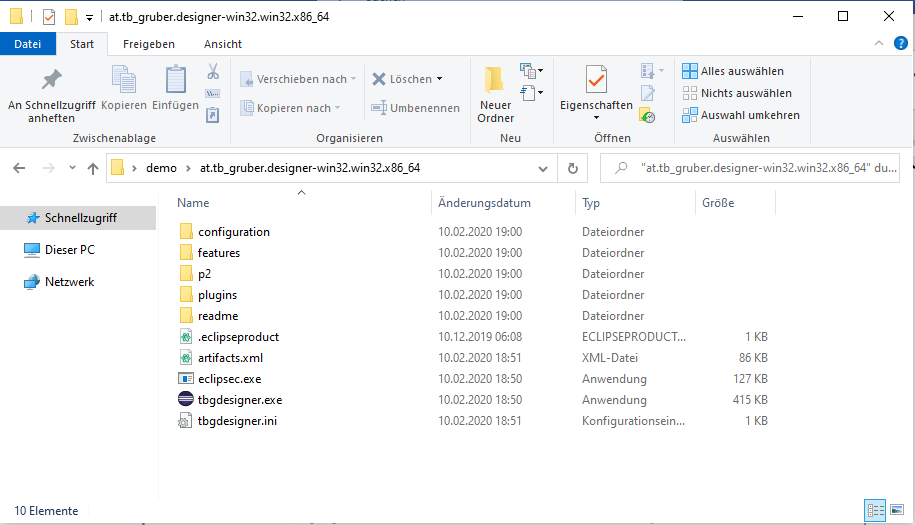 at.tb_gruber.designer-win32.win32.x86_64
Datei Start Freigeben Ansicht
An Schnellzugriff anheften
Kopieren
Einfügen
Zwischenablage
Verschieben nach
Kopieren nach
Löschen
Umbenennen
Organisieren
Neuer Ordner
Neu
Eigenschaften
Öffnen
Alles auswählen
Nichts auswählen
Auswahl umkehren
Auswählen
demo at.tb_gruber.designer-win32.win32.x86_64
"at.tb_gruber.designer-win32.win32.x86_64" du...
Schnellzugriff
Dieser PC
Netzwerk
Name Änderungsdatum Typ Größe
configuration 10.02.2020 19:00 Dateiordner
features 10.02.2020 19:00 Dateiordner
p2 10.02.2020 19:00 Dateiordner
plugins 10.02.2020 19:00 Dateiordner
readme 10.02.2020 19:00 Dateiordner
.eclipseproduct 10.12.2019 06:08 ECLIPSEPRODUCT... 1 KB
artifacts.xml 10.02.2020 18:51 XML-Datei 86 KB
eclipsec.exe 10.02.2020 18:50 Anwendung 127 KB
tbgdesigner.exe 10.02.2020 18:50 Anwendung 415 KB
tbgdesigner.ini 10.02.2020 18:51 Konfigurationsein... 1 KB
10 Elemente